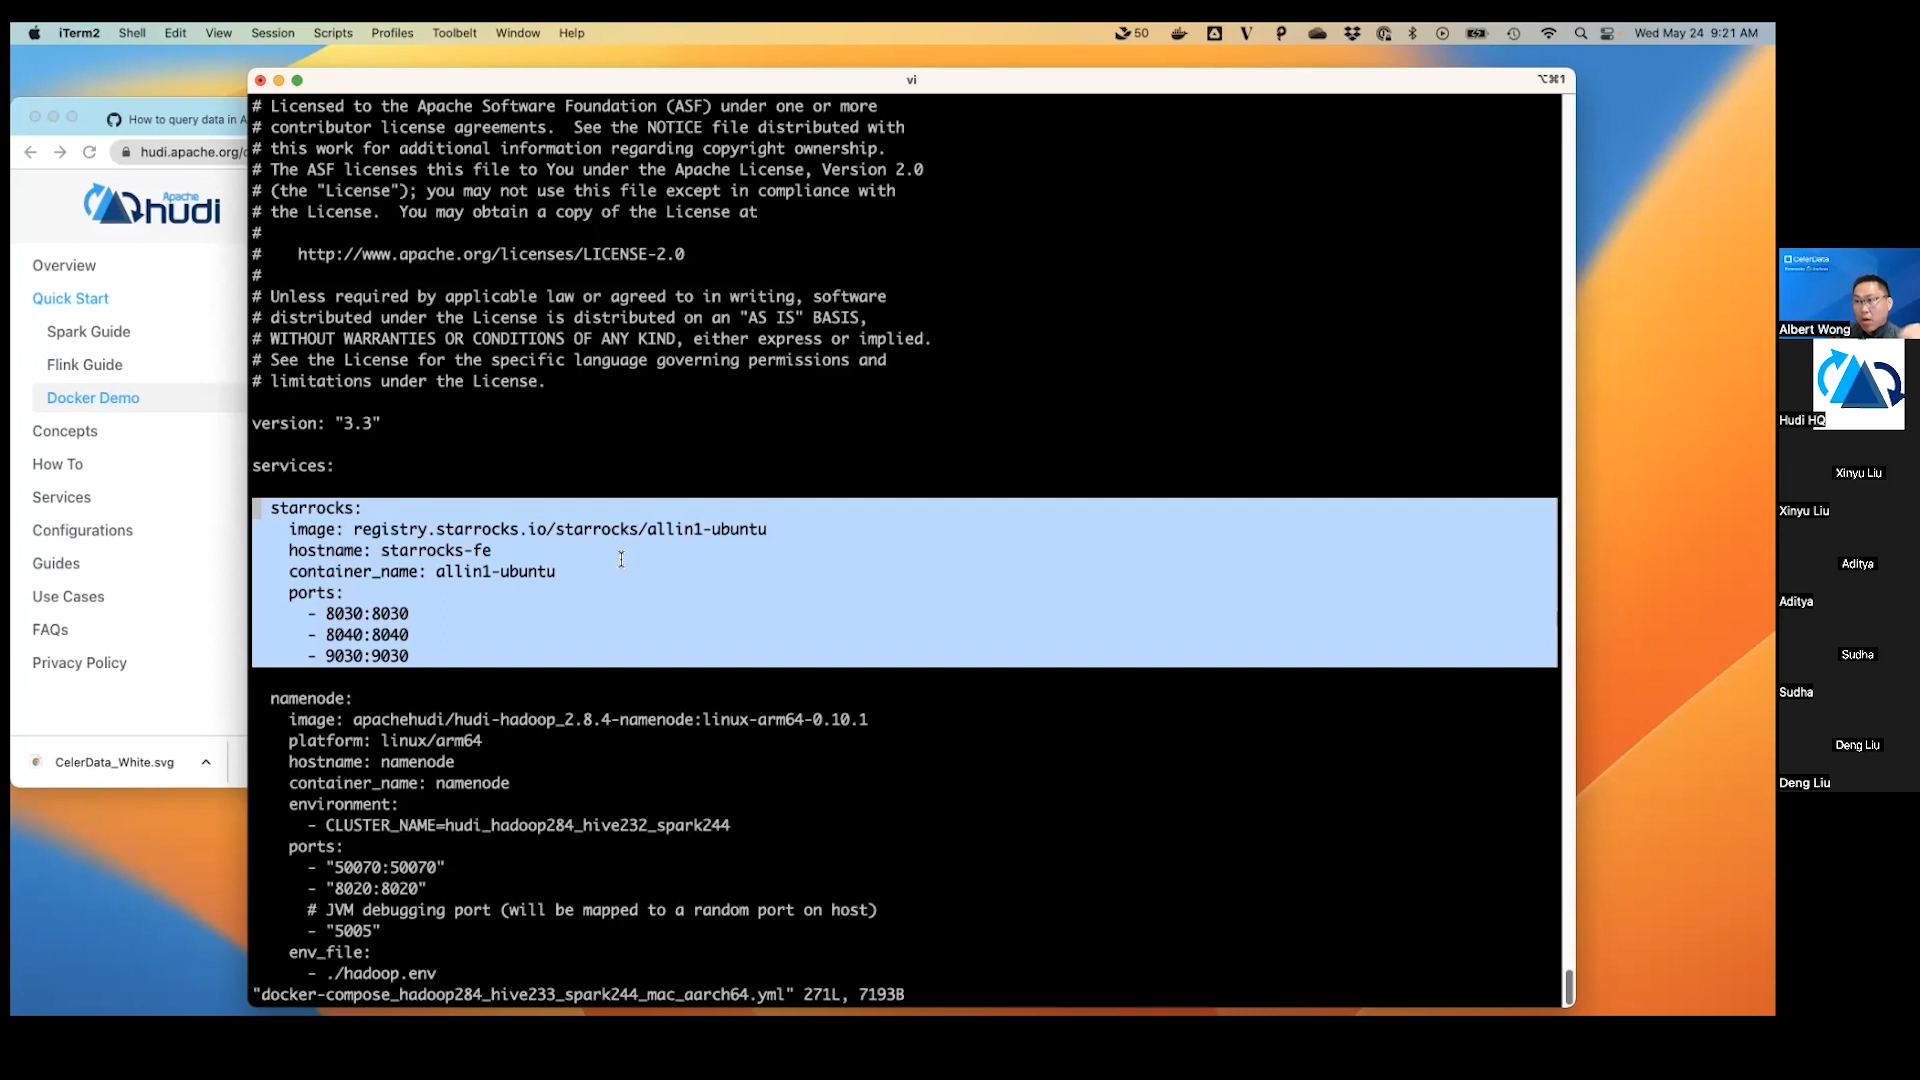 iTerm2 Shell Edit View Session Scripts Profiles Toolbelt Window Help
50
Wed May 24 9:21 AM
vi
⌥⌘1
How to query data in A
hudi.apache.org/
Apache
hudi
Overview
Quick Start
Spark Guide
Flink Guide
Docker Demo
Concepts
How To
Services
Configurations
Guides
Use Cases
FAQs
Privacy Policy
CelerData_White.svg
# Licensed to the Apache Software Foundation (ASF) under one or more
# contributor license agreements.  See the NOTICE file distributed with
# this work for additional information regarding copyright ownership.
# The ASF licenses this file to You under the Apache License, Version 2.0
# (the "License"); you may not use this file except in compliance with
# the License.  You may obtain a copy of the License at
#
#    http://www.apache.org/licenses/LICENSE-2.0
#
# Unless required by applicable law or agreed to in writing, software
# distributed under the License is distributed on an "AS IS" BASIS,
# WITHOUT WARRANTIES OR CONDITIONS OF ANY KIND, either express or implied.
# See the License for the specific language governing permissions and
# limitations under the License.
version: "3.3"
services:
  starrocks:
    image: registry.starrocks.io/starrocks/allin1-ubuntu
    hostname: starrocks-fe
    container_name: allin1-ubuntu
    ports:
      - 8030:8030
      - 8040:8040
      - 9030:9030
  namenode:
    image: apachehudi/hudi-hadoop_2.8.4-namenode:linux-arm64-0.10.1
    platform: linux/arm64
    hostname: namenode
    container_name: namenode
    environment:
      - CLUSTER_NAME=hudi_hadoop284_hive232_spark244
    ports:
      - "50070:50070"
      - "8020:8020"
      # JVM debugging port (will be mapped to a random port on host)
      - "5005"
    env_file:
      - ./hadoop.env
"docker-compose_hadoop284_hive233_spark244_mac_aarch64.yml" 271L, 7193B
CelerData
Albert Wong
Hudi HQ
Xinyu Liu
Xinyu Liu
Aditya
Aditya
Sudha
Sudha
Deng Liu
Deng Liu